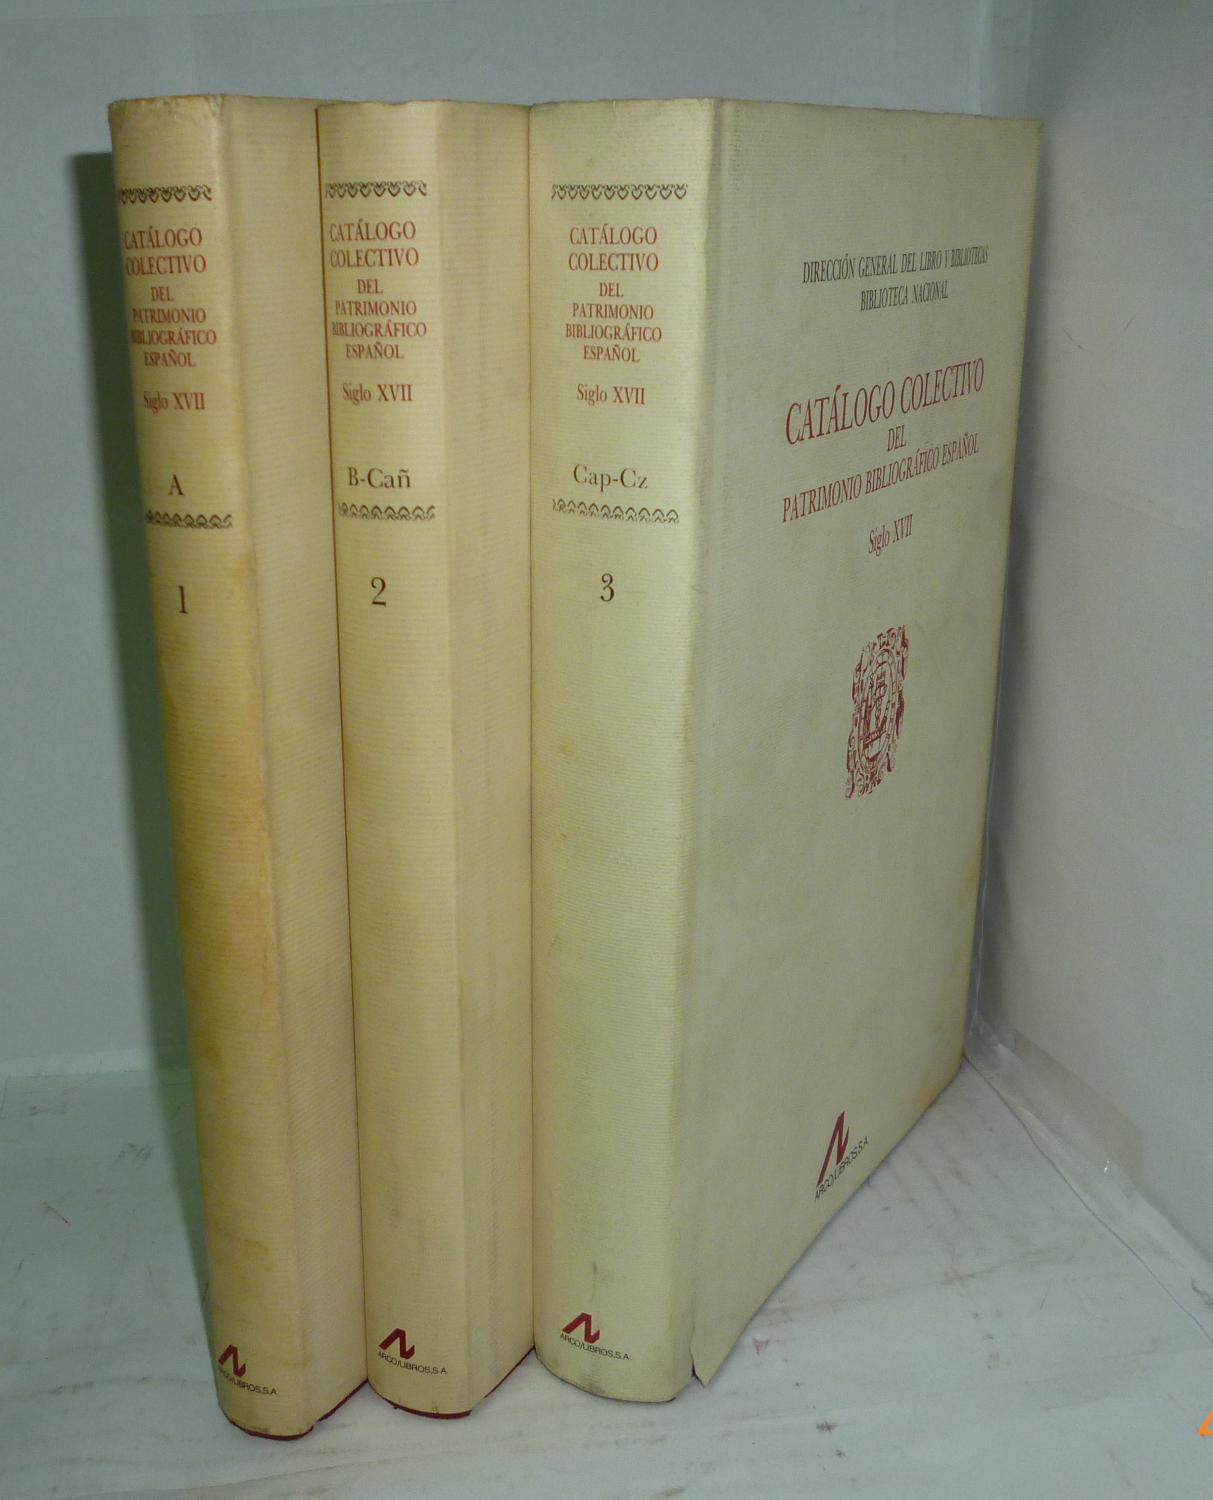 CATÁLOGO
COLECTIVO
DEL
PATRIMONIO
BIBLIOGRÁFICO
ESPAÑOL
Siglo XVII
A
1
ARCO/LIBROS,S.A.
CATÁLOGO
COLECTIVO
DEL
PATRIMONIO
BIBLIOGRÁFICO
ESPAÑOL
Siglo XVII
B-Cañ
2
ARCO/LIBROS,S.A.
CATÁLOGO
COLECTIVO
DEL
PATRIMONIO
BIBLIOGRÁFICO
ESPAÑOL
Siglo XVII
Cap-Cz
3
ARCO/LIBROS,S.A.
DIRECCIÓN GENERAL DEL LIBRO Y BIBLIOTECAS
BIBLIOTECA NACIONAL
CATÁLOGO COLECTIVO
DEL
PATRIMONIO BIBLIOGRÁFICO ESPAÑOL
Siglo XVII
ARCO/LIBROS,S.A.